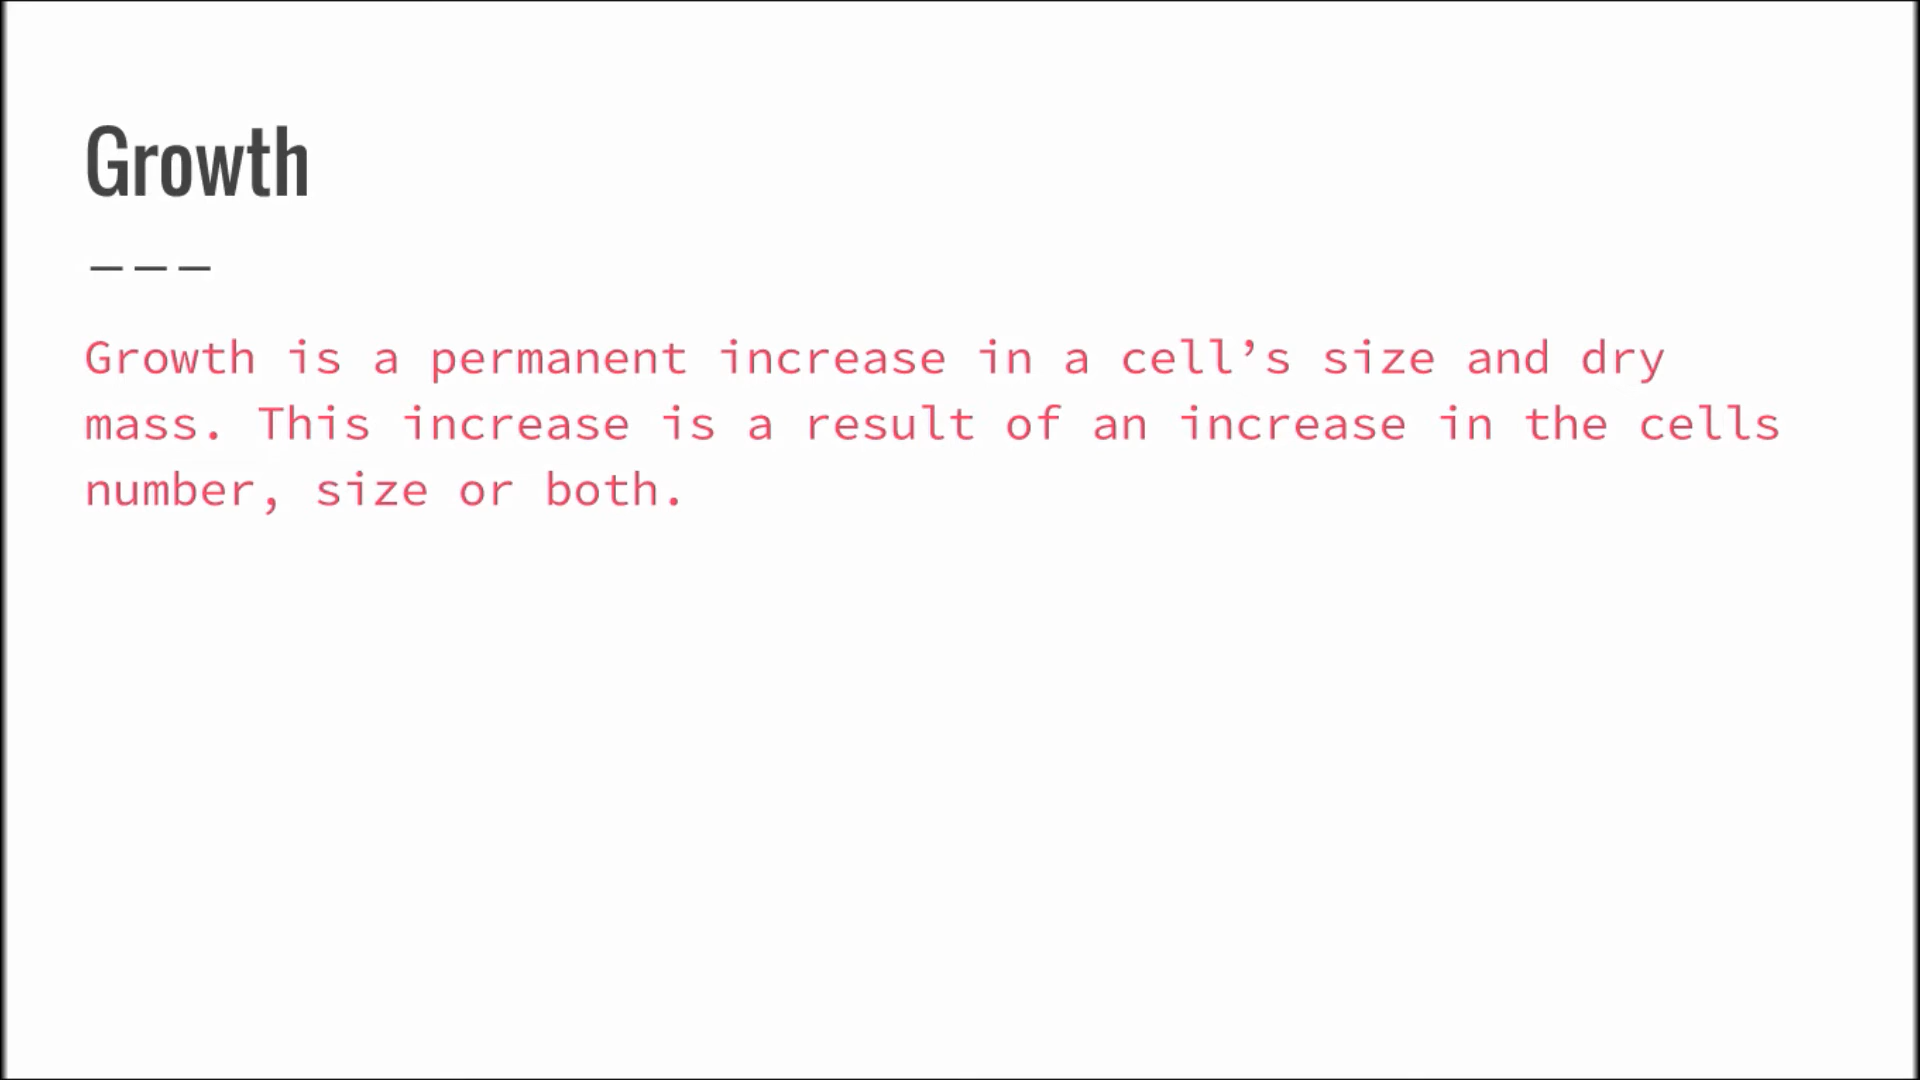 Growth
———
Growth is a permanent increase in a cell’s size and dry
mass. This increase is a result of an increase in the cells
number, size or both.